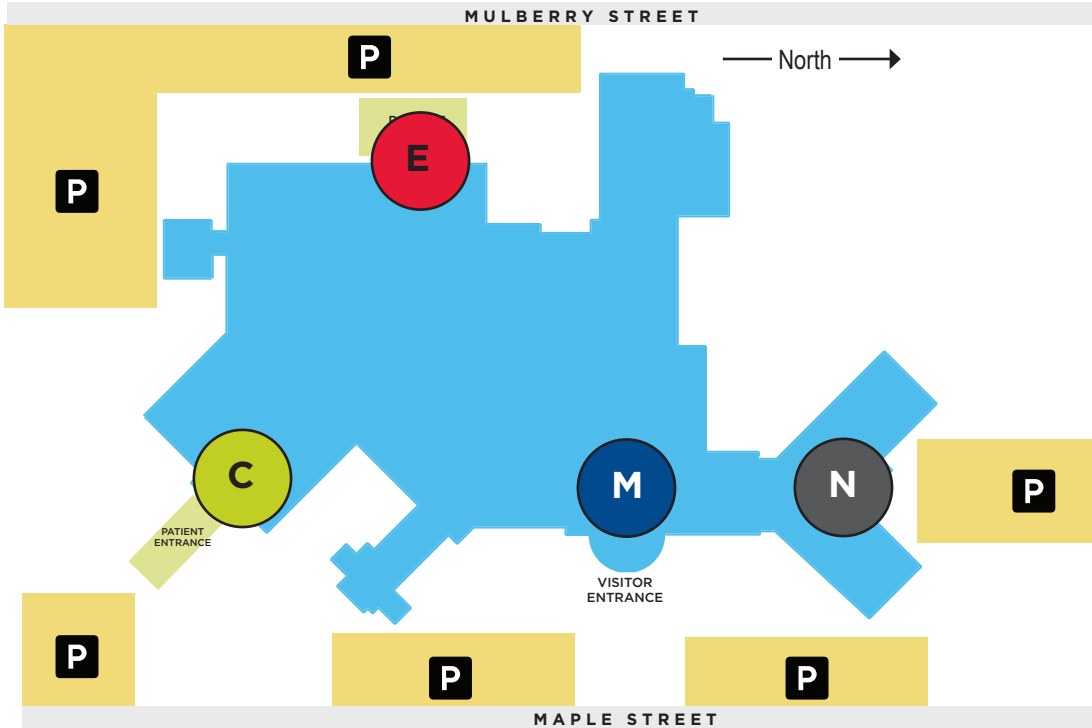 MULBERRY STREET
P
North
E
P
C
PATIENT
ENTRANCE
M
N
P
VISITOR
ENTRANCE
P
P
P
MAPLE STREET